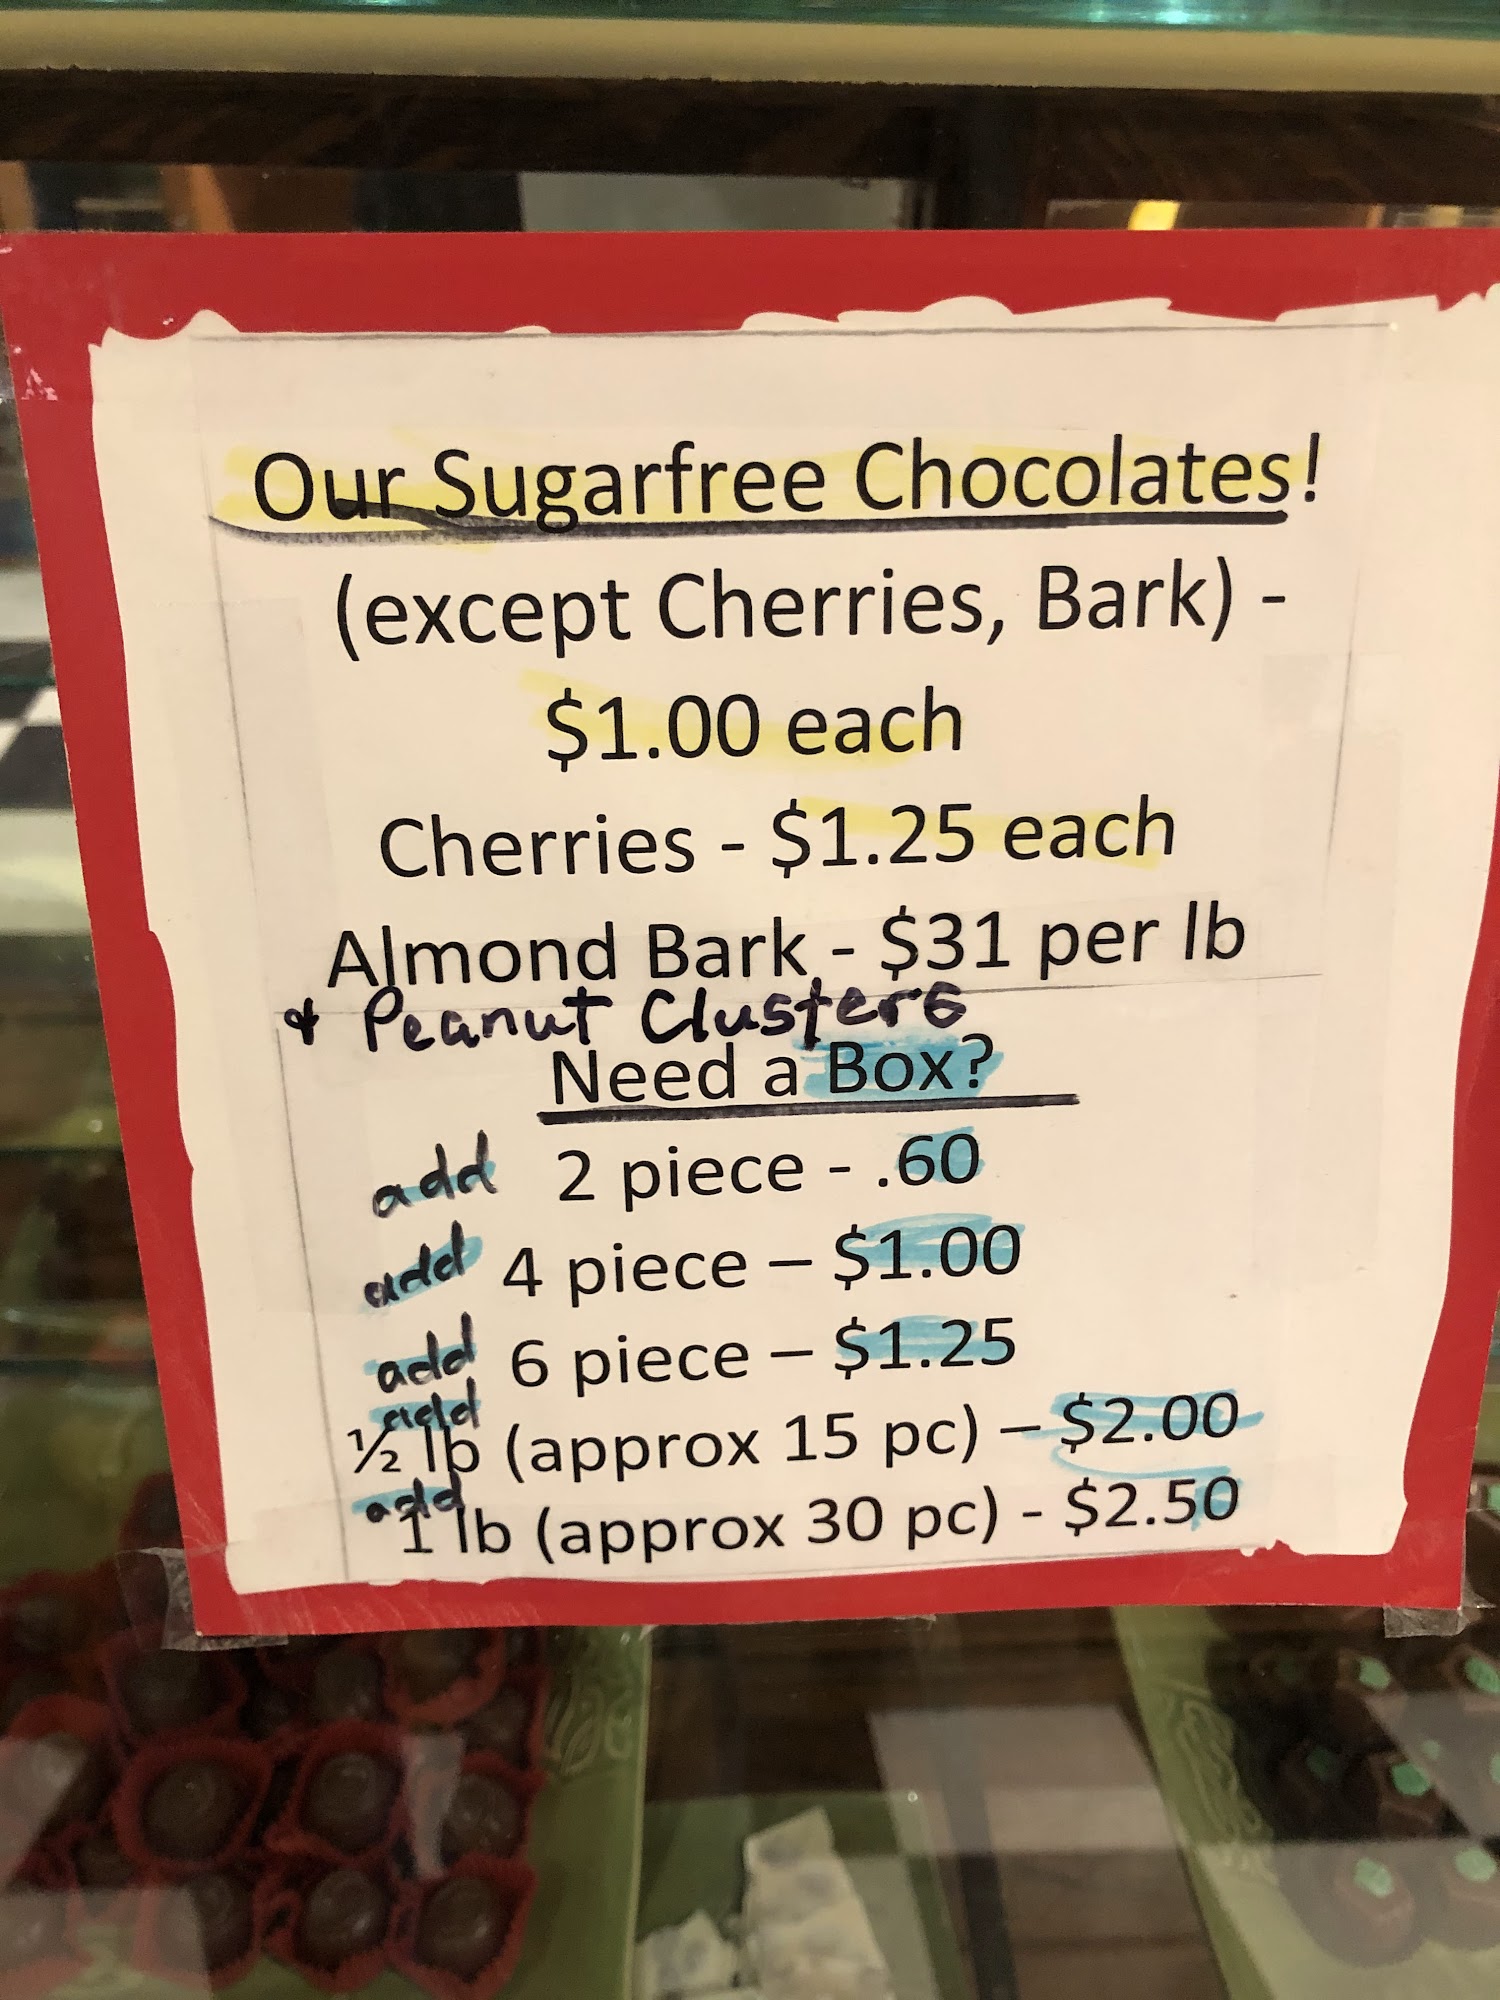 Our Sugarfree Chocolates!
(except Cherries, Bark) -
$1.00 each
Cherries - $1.25 each
Almond Bark - $31 per lb
& Peanut Clusters
Need a Box?
add 2 piece - .60
add 4 piece – $1.00
add 6 piece – $1.25
add ½ lb (approx 15 pc) – $2.00
add 1 lb (approx 30 pc) - $2.50